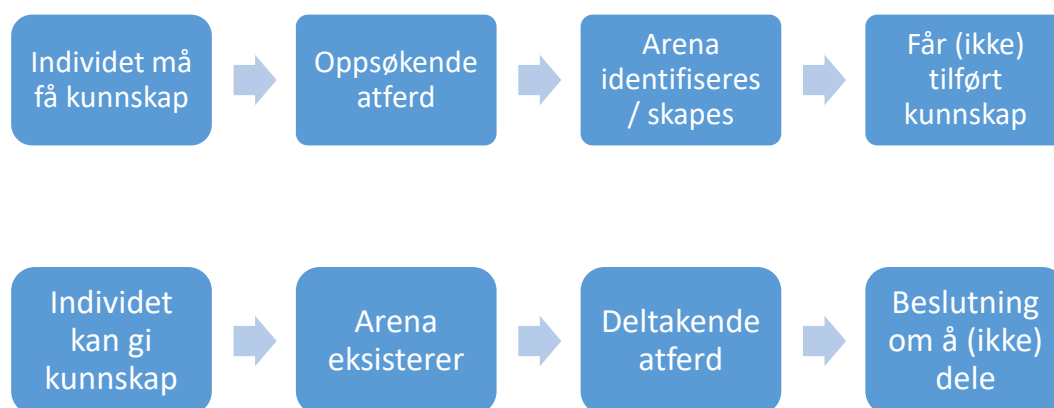 Individet må
få kunnskap
Oppsøkende
atferd
Arena
identifiseres
/ skapes
Får (ikke)
tilført
kunnskap
Individet
kan gi
kunnskap
Arena
eksisterer
Deltakende
atferd
Beslutning
om å (ikke)
dele